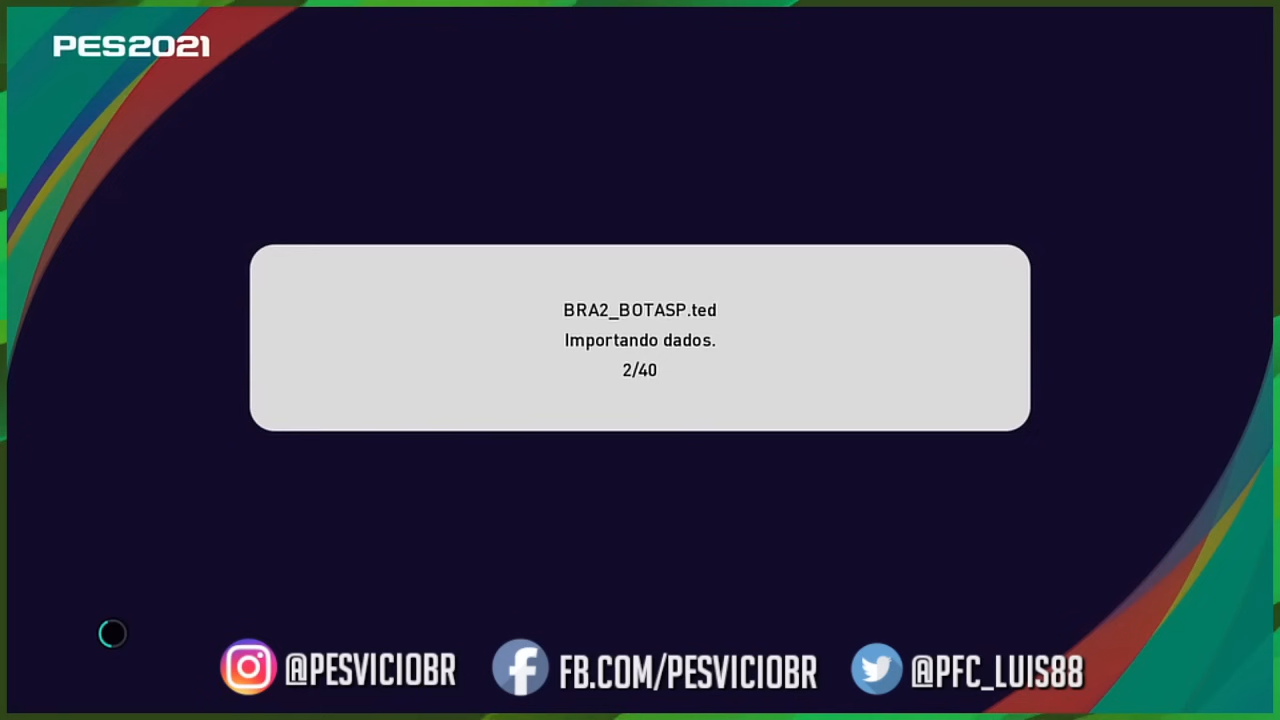 PES2021
BRA2_BOTASP.ted
Importando dados.
2/40
@PESVICIOBR
FB.COM/PESVICIOBR
@PFC_LUIS88